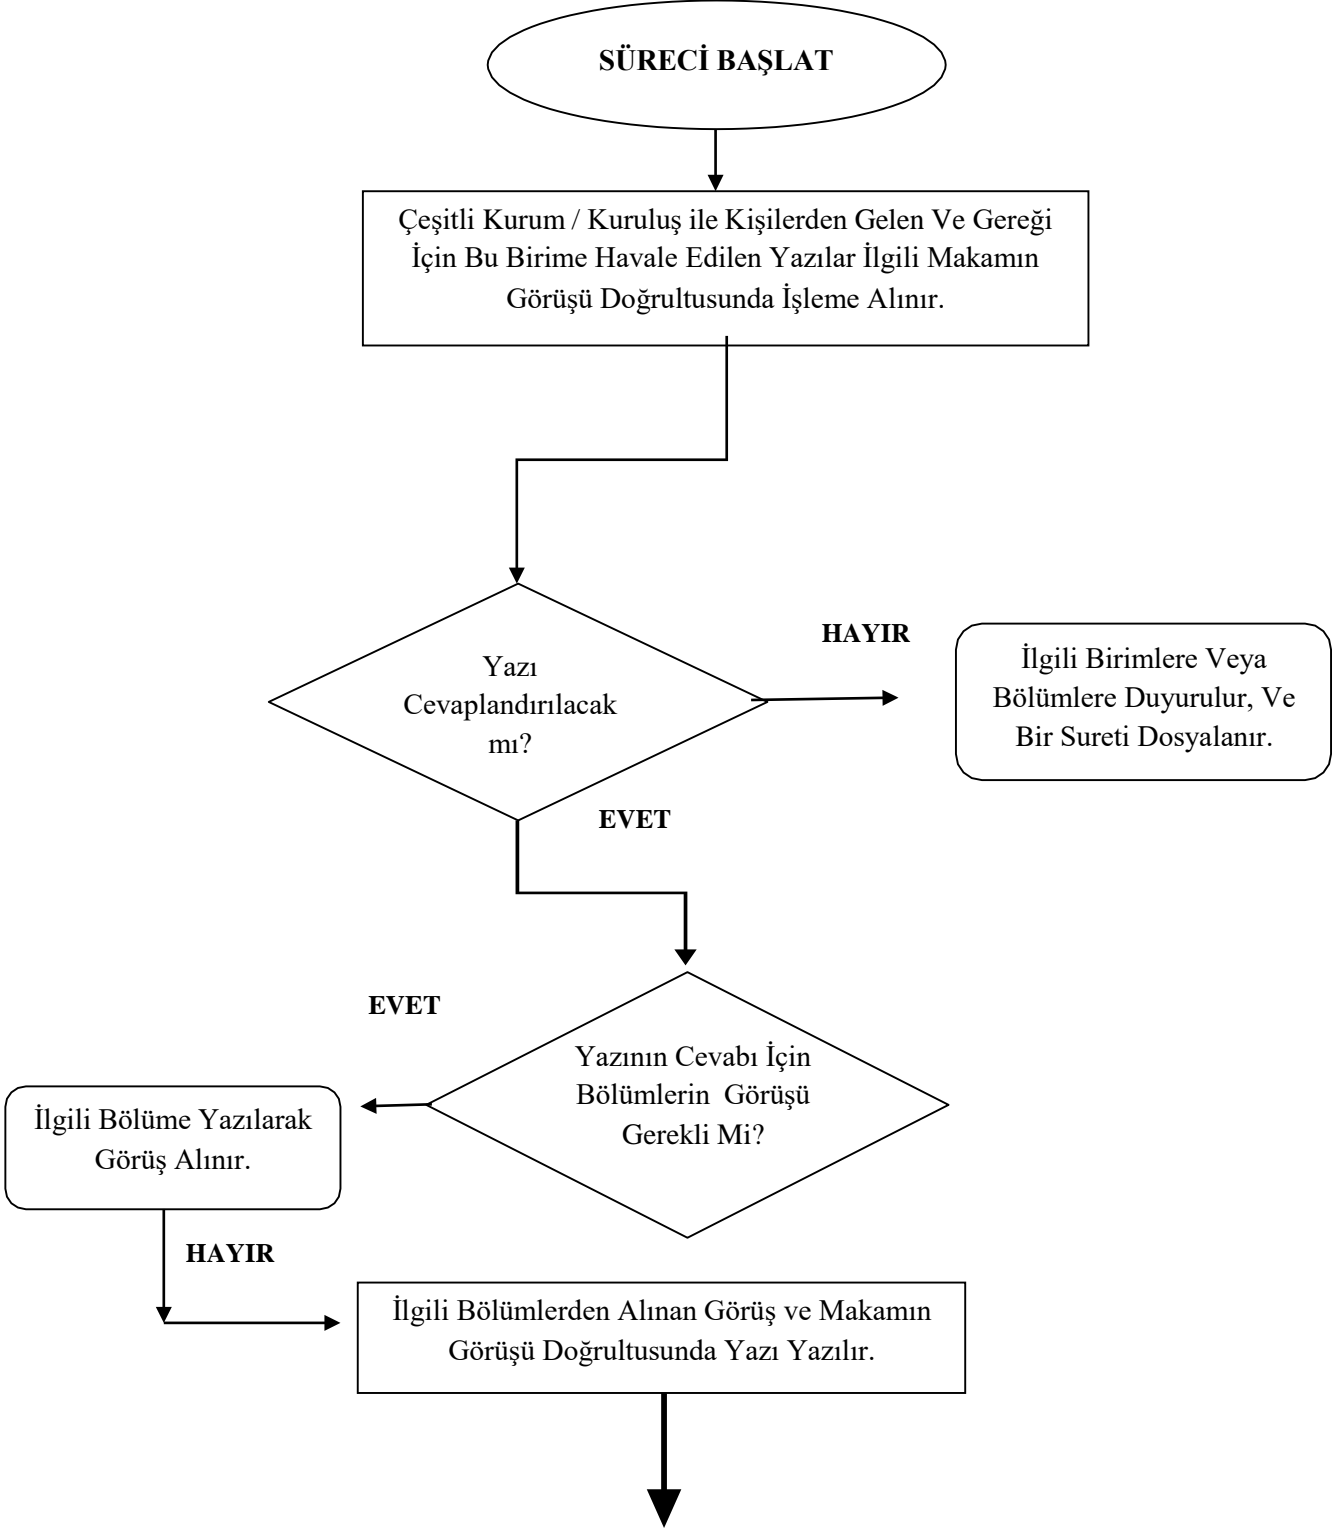 SÜRECİ BAŞLAT
Çeşitli Kurum / Kuruluş ile Kişilerden Gelen Ve Gereği
İçin Bu Birime Havale Edilen Yazılar İlgili Makamın
Görüşü Doğrultusunda İşleme Alınır.
Yazı
Cevaplandırılacak
mı?
HAYIR
İlgili Birimlere Veya
Bölümlere Duyurulur, Ve
Bir Sureti Dosyalanır.
EVET
EVET
Yazının Cevabı İçin
Bölümlerin  Görüşü
Gerekli Mi?
İlgili Bölüme Yazılarak
Görüş Alınır.
HAYIR
İlgili Bölümlerden Alınan Görüş ve Makamın
Görüşü Doğrultusunda Yazı Yazılır.